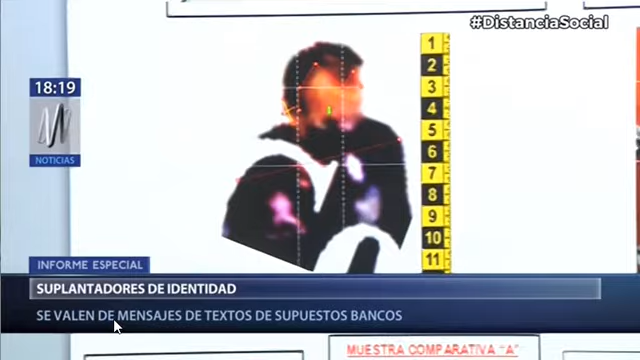 #DistanciaSocial
18:19
N
NOTICIAS
1
2
3
4
5
6
7
8
9
10
11
INFORME ESPECIAL
SUPLANTADORES DE IDENTIDAD
SE VALEN DE MENSAJES DE TEXTOS DE SUPUESTOS BANCOS
MUESTRA COMPARATIVA "A"